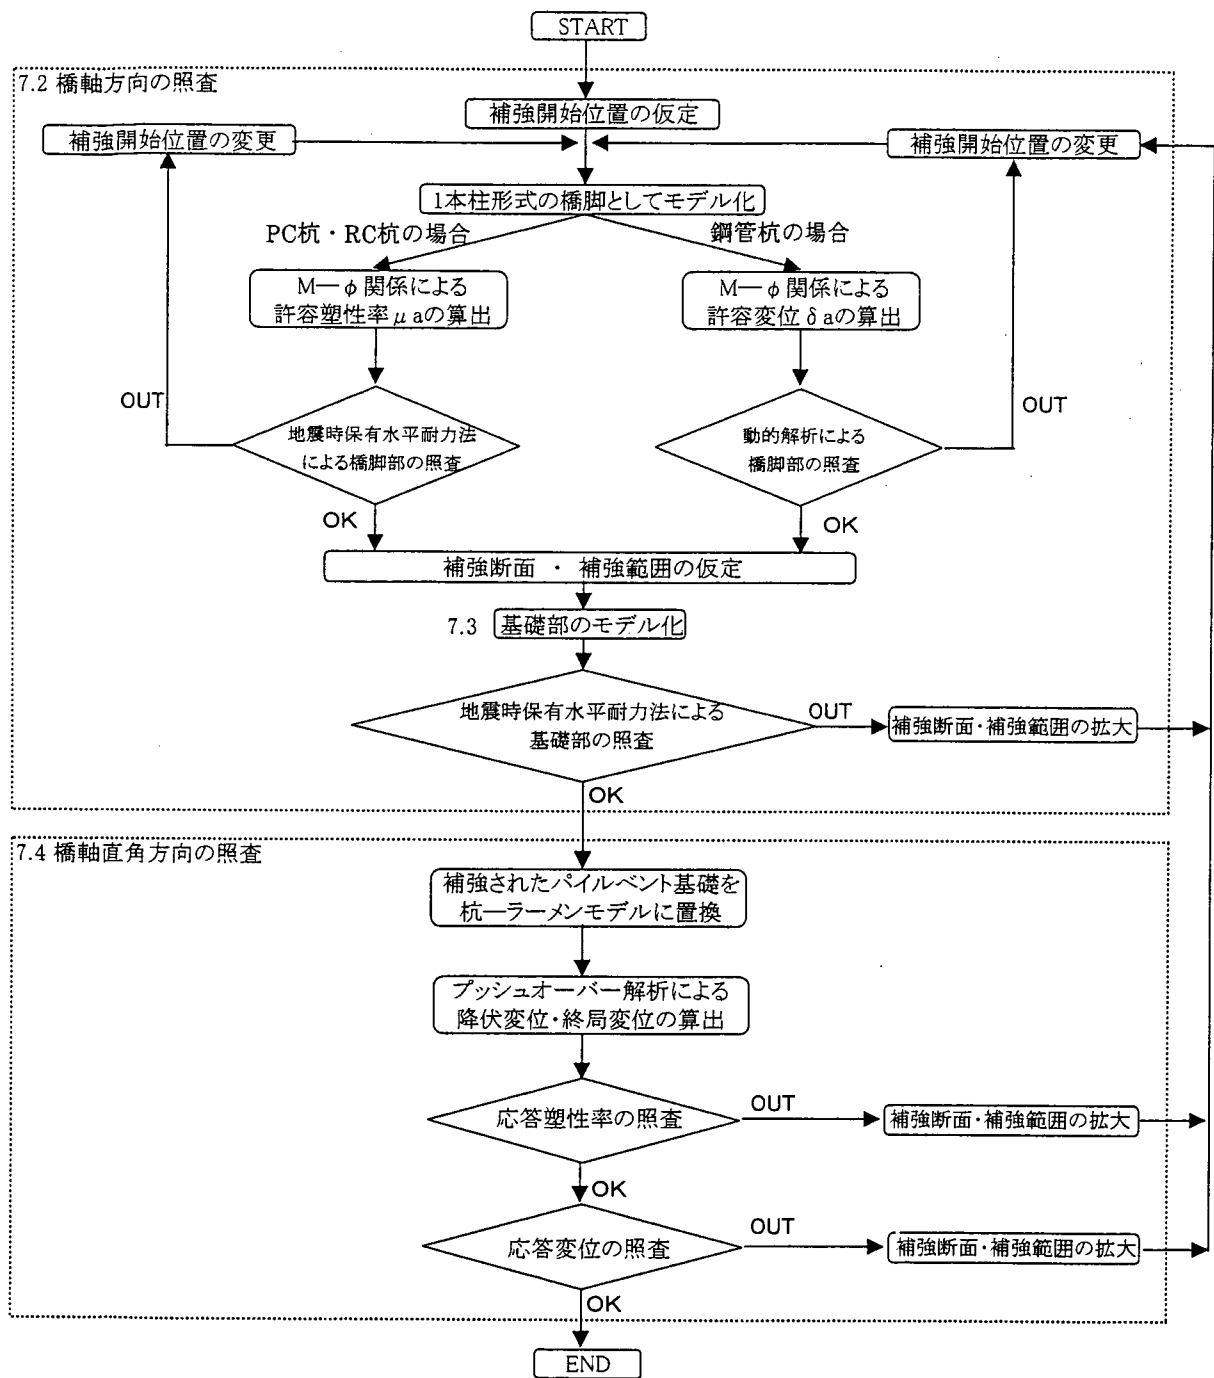 START
7.2 橋軸方向の照査
補強開始位置の仮定
補強開始位置の変更
補強開始位置の変更
1本柱形式の橋脚としてモデル化
PC杭・RC杭の場合
鋼管杭の場合
M―φ関係による
許容塑性率μaの算出
M―φ関係による
許容変位δaの算出
OUT
地震時保有水平耐力法
による橋脚部の照査
動的解析による
橋脚部の照査
OUT
OK
OK
補強断面 ・ 補強範囲の仮定
7.3 基礎部のモデル化
地震時保有水平耐力法による
基礎部の照査
OUT
補強断面・補強範囲の拡大
OK
7.4 橋軸直角方向の照査
補強されたパイルベント基礎を
杭―ラーメンモデルに置換
プッシュオーバー解析による
降伏変位・終局変位の算出
応答塑性率の照査
OUT
補強断面・補強範囲の拡大
OK
応答変位の照査
OUT
補強断面・補強範囲の拡大
OK
END